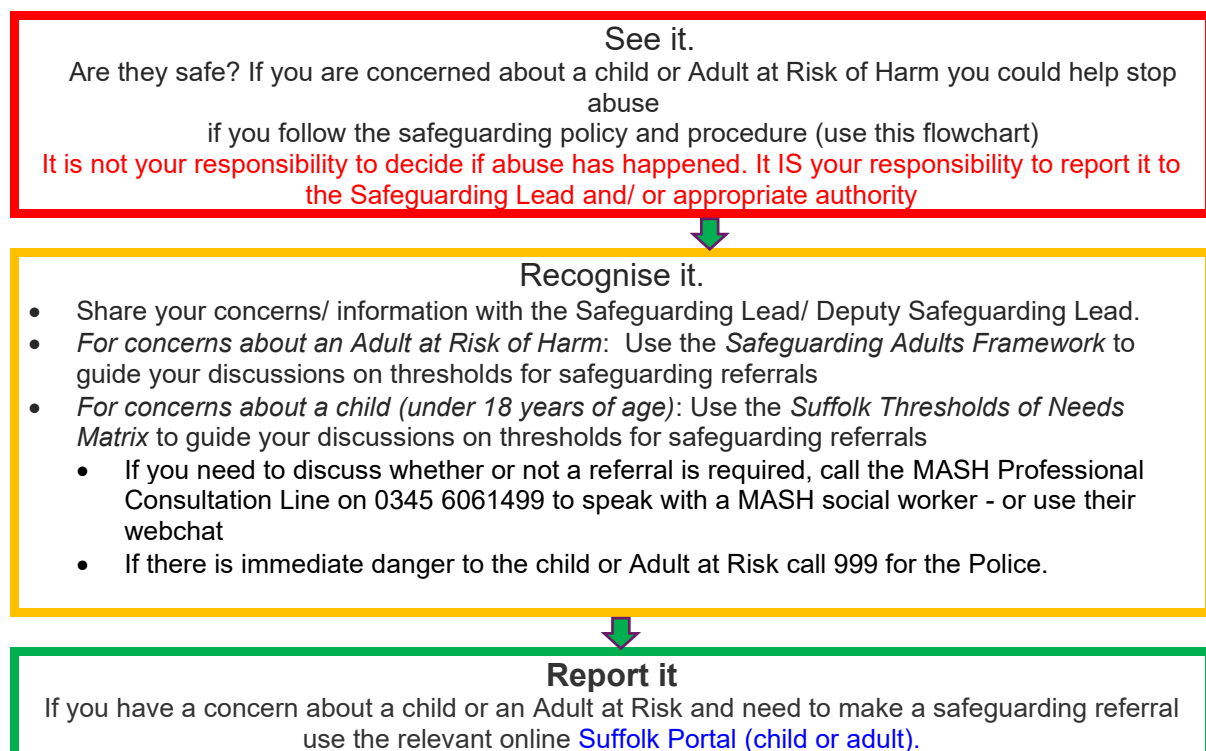 See it.
Are they safe? If you are concerned about a child or Adult at Risk of Harm you could help stop
abuse
if you follow the safeguarding policy and procedure (use this flowchart)
It is not your responsibility to decide if abuse has happened. It IS your responsibility to report it to
the Safeguarding Lead and/ or appropriate authority
Recognise it.
• Share your concerns/ information with the Safeguarding Lead/ Deputy Safeguarding Lead.
• For concerns about an Adult at Risk of Harm: Use the Safeguarding Adults Framework to
guide your discussions on thresholds for safeguarding referrals
• For concerns about a child (under 18 years of age): Use the Suffolk Thresholds of Needs
Matrix to guide your discussions on thresholds for safeguarding referrals
• If you need to discuss whether or not a referral is required, call the MASH Professional
Consultation Line on 0345 6061499 to speak with a MASH social worker - or use their
webchat
• If there is immediate danger to the child or Adult at Risk call 999 for the Police.
Report it
If you have a concern about a child or an Adult at Risk and need to make a safeguarding referral
use the relevant online Suffolk Portal (child or adult).